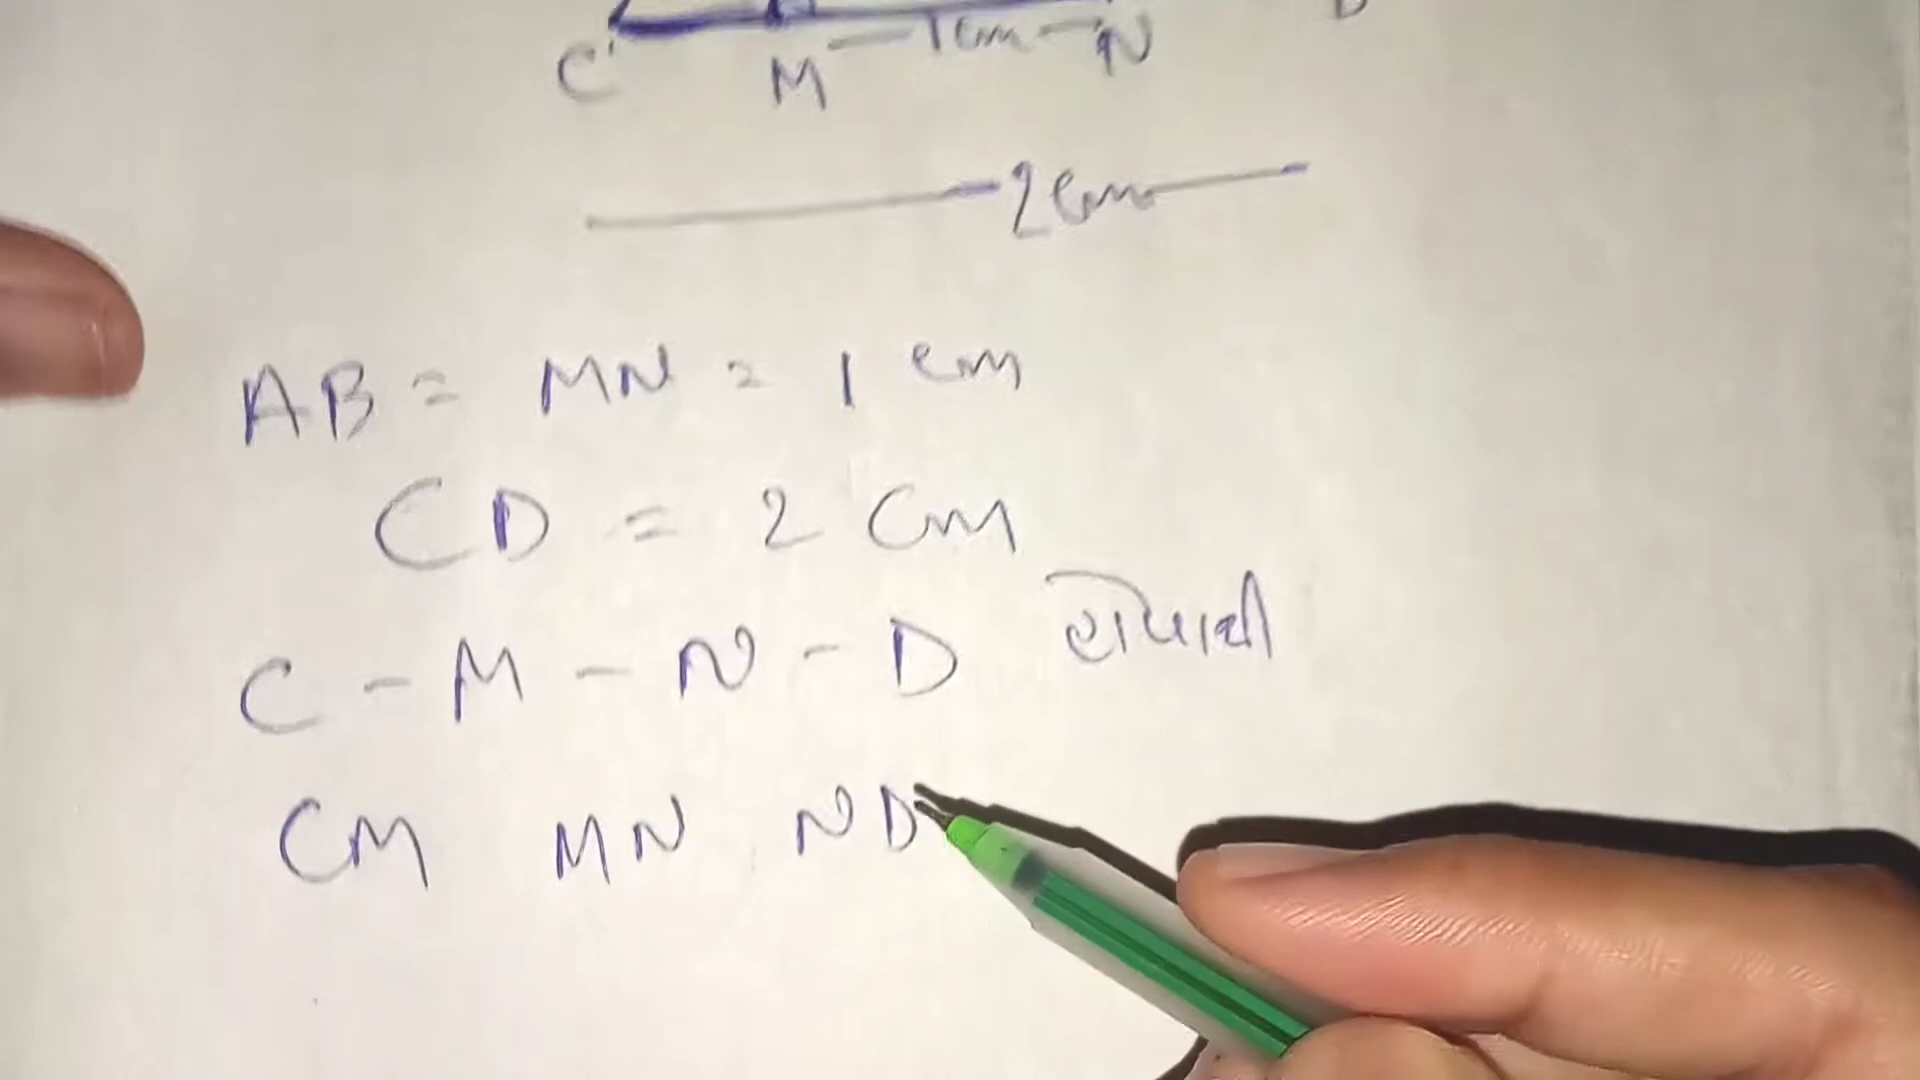 C M — 1cm — N
2cm
AB = MN = 1 cm
CD = 2 cm
C - M - N - D હોવાથી
CM MN ND